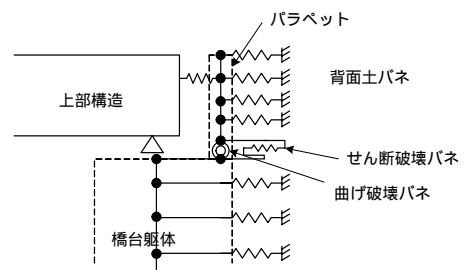 パラペット
背面土バネ
上部構造
せん断破壊バネ
曲げ破壊バネ
橋台躯体